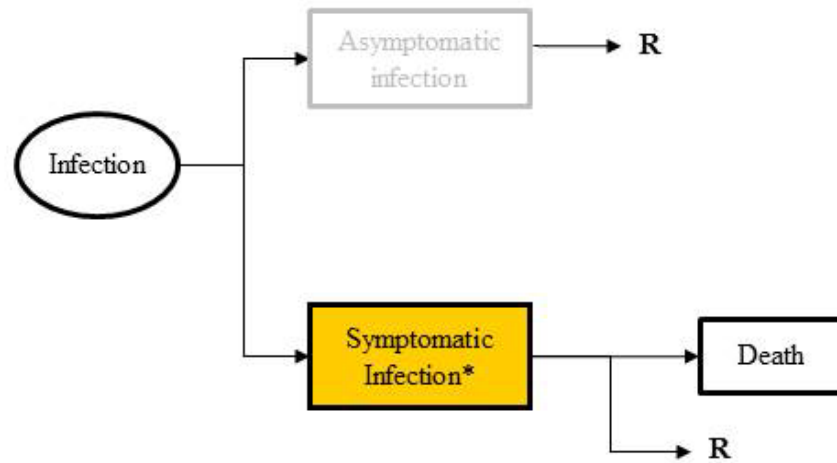 Asymptomatic
infection
R
Infection
Symptomatic
Infection*
Death
R